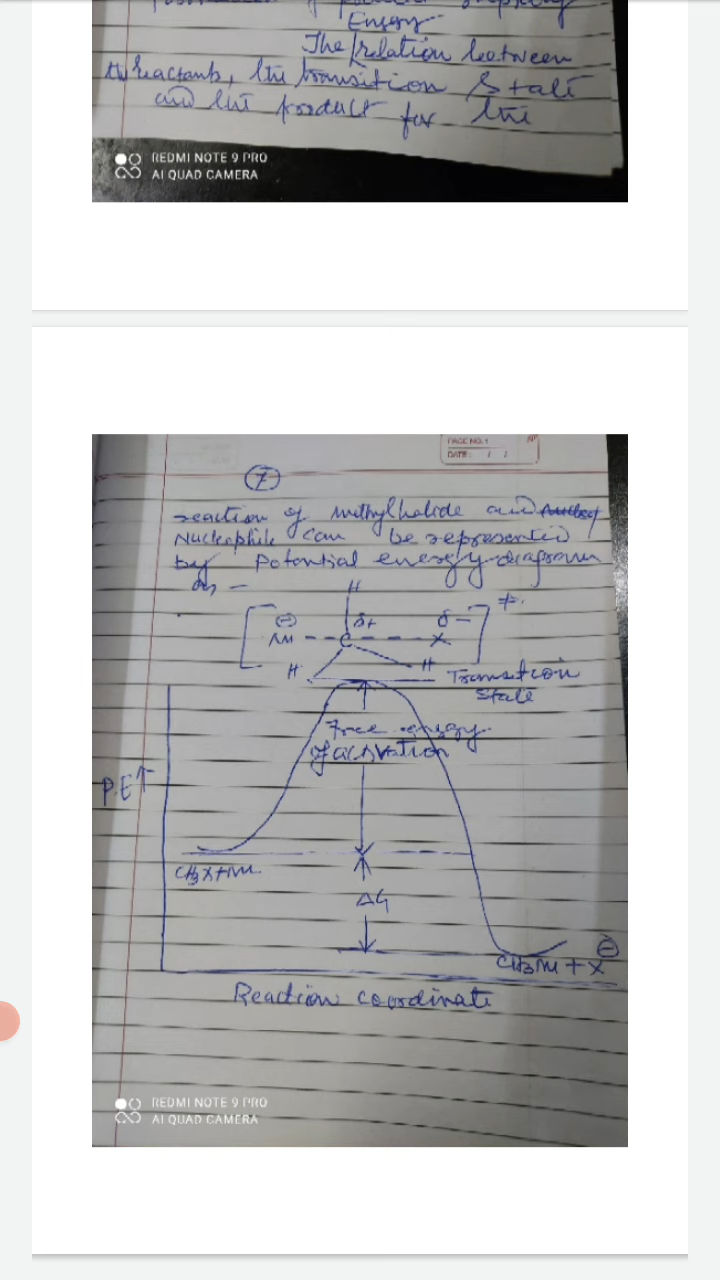 Energy
The relation between
the reactants, the transition State
and the product for the
REDMI NOTE 9 PRO
AI QUAD CAMERA
PAGE NO.:
DATE: / /
7
reaction of methylhalide and
Nucleophile can be represented
by Potential energy diagram
as –
H
⊖ δ+ δ–
Nu ---C--- X
H H
≠
Transition
State
Free energy
of activation
P.E↑
CH3X+Nu
ΔG
CH3Nu + X⊖
Reaction coordinate
REDMI NOTE 9 PRO
AI QUAD CAMERA